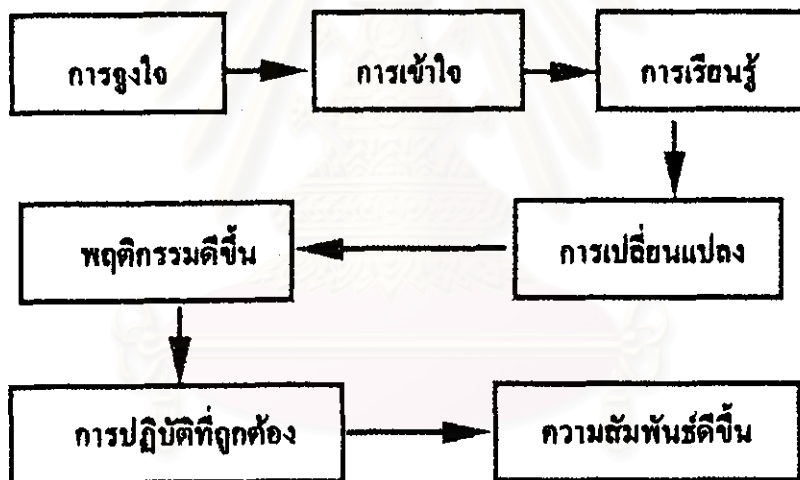 การจูงใจ
การเข้าใจ
การเรียนรู้
การเปลี่ยนแปลง
พฤติกรรมดีขึ้น
การปฏิบัติที่ถูกต้อง
ความสัมพันธ์ดีขึ้น